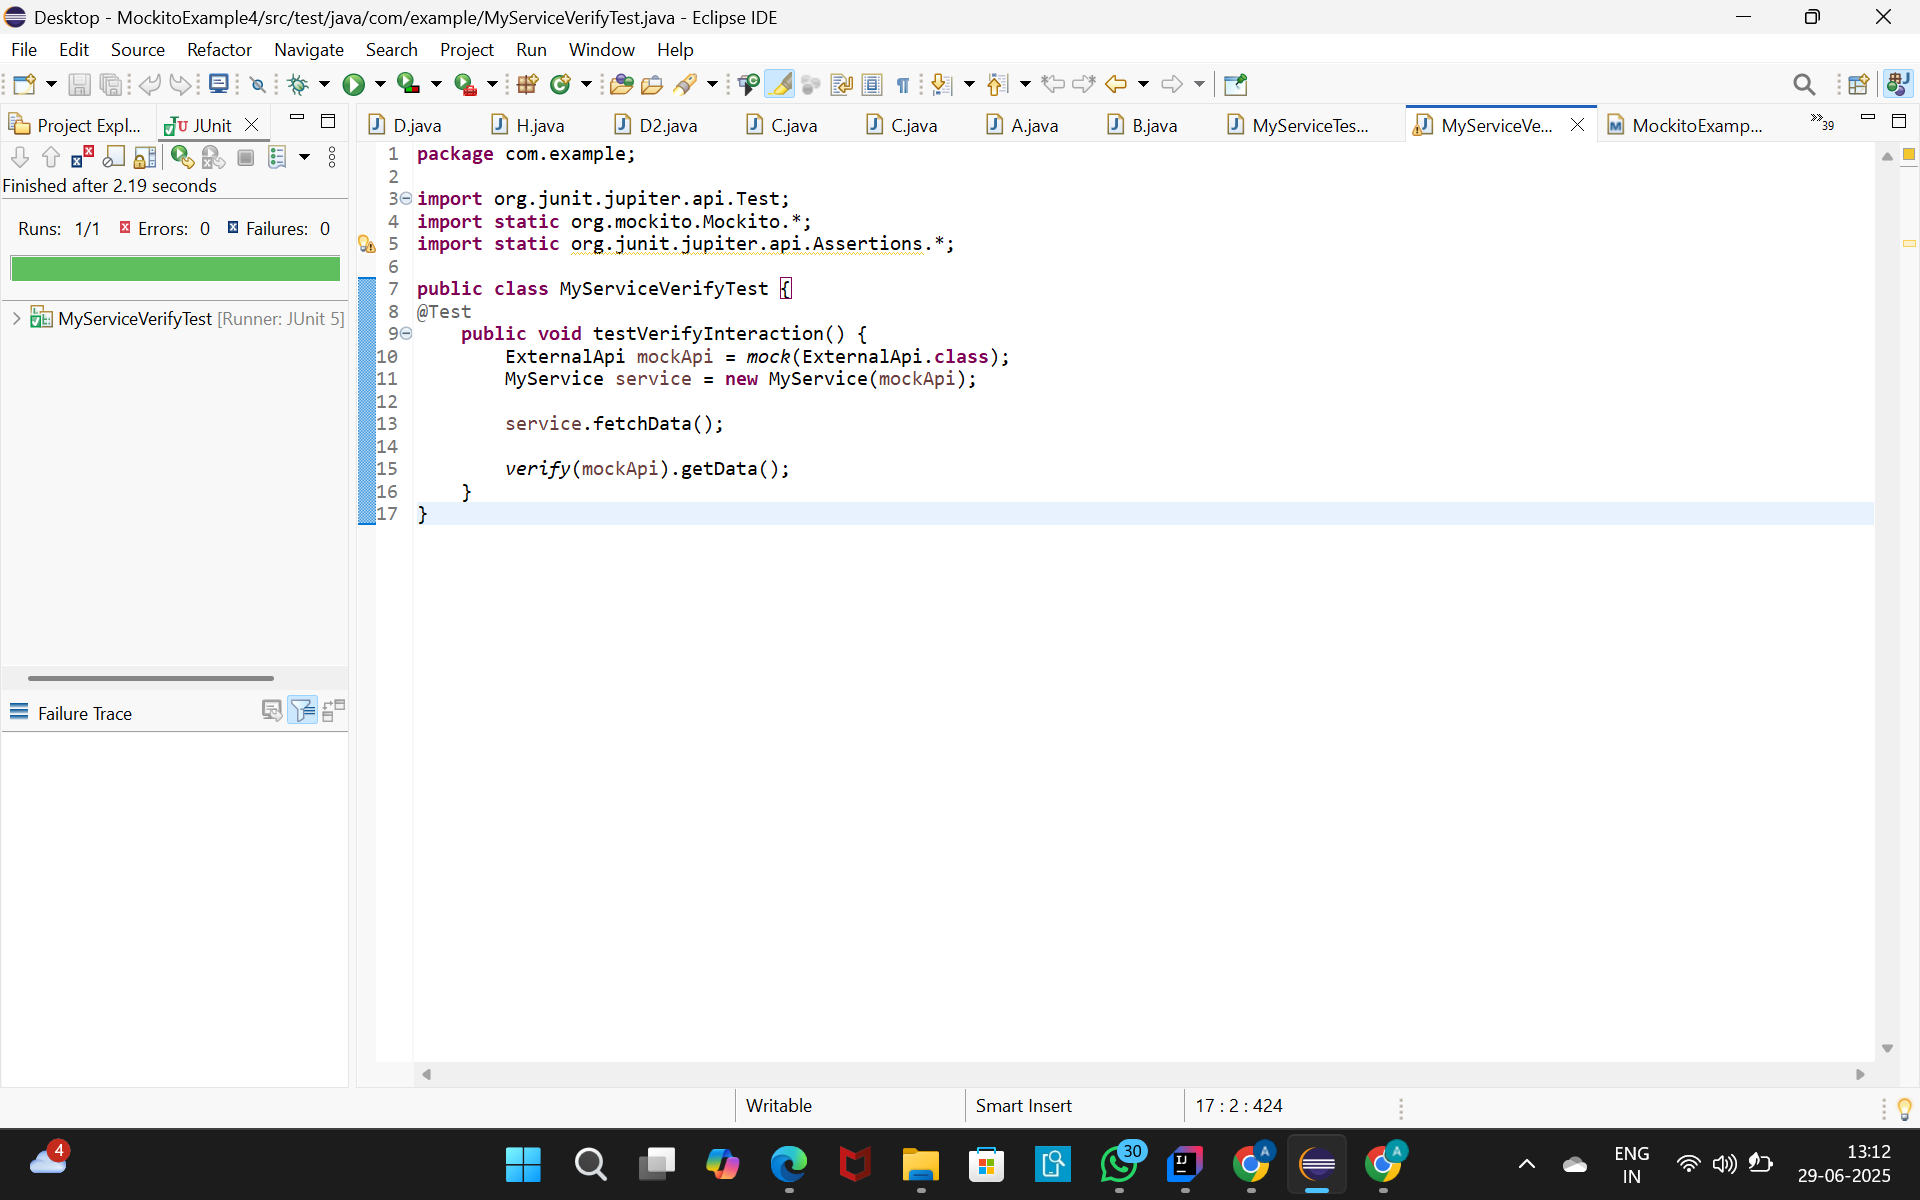 Desktop - MockitoExample4/src/test/java/com/example/MyServiceVerifyTest.java - Eclipse IDE
File Edit Source Refactor Navigate Search Project Run Window Help
Project Expl... JUnit
D.java H.java D2.java C.java C.java A.java B.java MyServiceTes... MyServiceVe... MockitoExamp... »39
Finished after 2.19 seconds
Runs: 1/1 Errors: 0 Failures: 0
MyServiceVerifyTest [Runner: JUnit 5]
Failure Trace
1 package com.example;
2
3 import org.junit.jupiter.api.Test;
4 import static org.mockito.Mockito.*;
5 import static org.junit.jupiter.api.Assertions.*;
6
7 public class MyServiceVerifyTest {
8 @Test
9 public void testVerifyInteraction() {
10 ExternalApi mockApi = mock(ExternalApi.class);
11 MyService service = new MyService(mockApi);
12
13 service.fetchData();
14
15 verify(mockApi).getData();
16 }
17 }
Writable Smart Insert 17 : 2 : 424
4
30
A
A
ENG
IN
13:12
29-06-2025